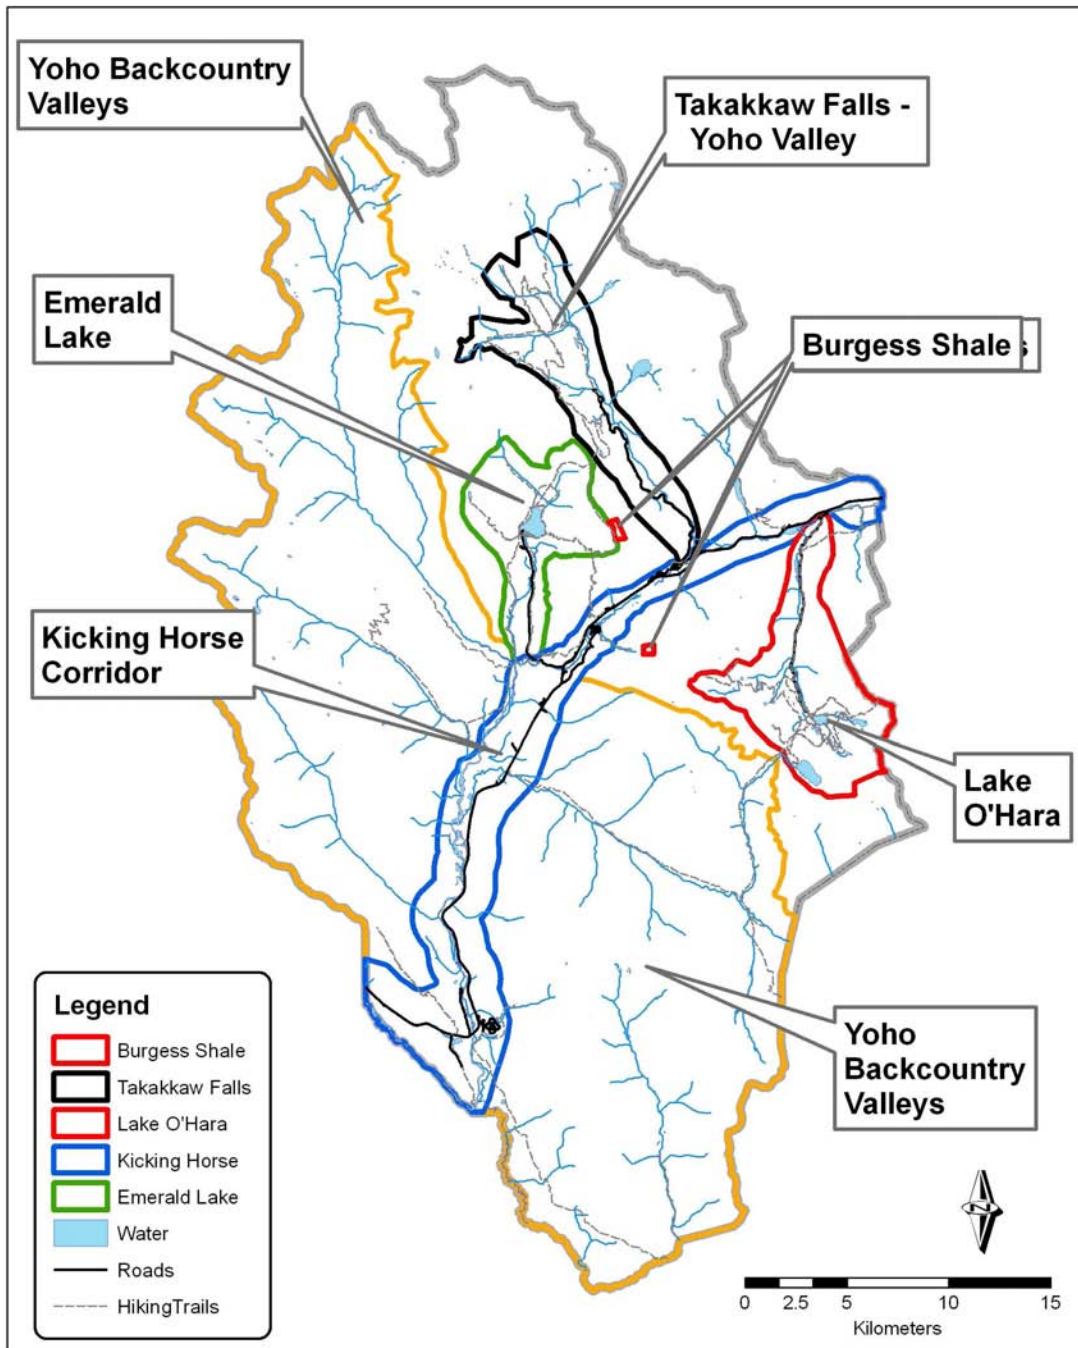 Yoho Backcountry
Valleys
Takakkaw Falls -
Yoho Valley
Emerald
Lake
Burgess Shale s
Kicking Horse
Corridor
Lake
O'Hara
Yoho
Backcountry
Valleys
Legend
Burgess Shale
Takakkaw Falls
Lake O'Hara
Kicking Horse
Emerald Lake
Water
Roads
HikingTrails
N
0 2.5 5 10 15
Kilometers